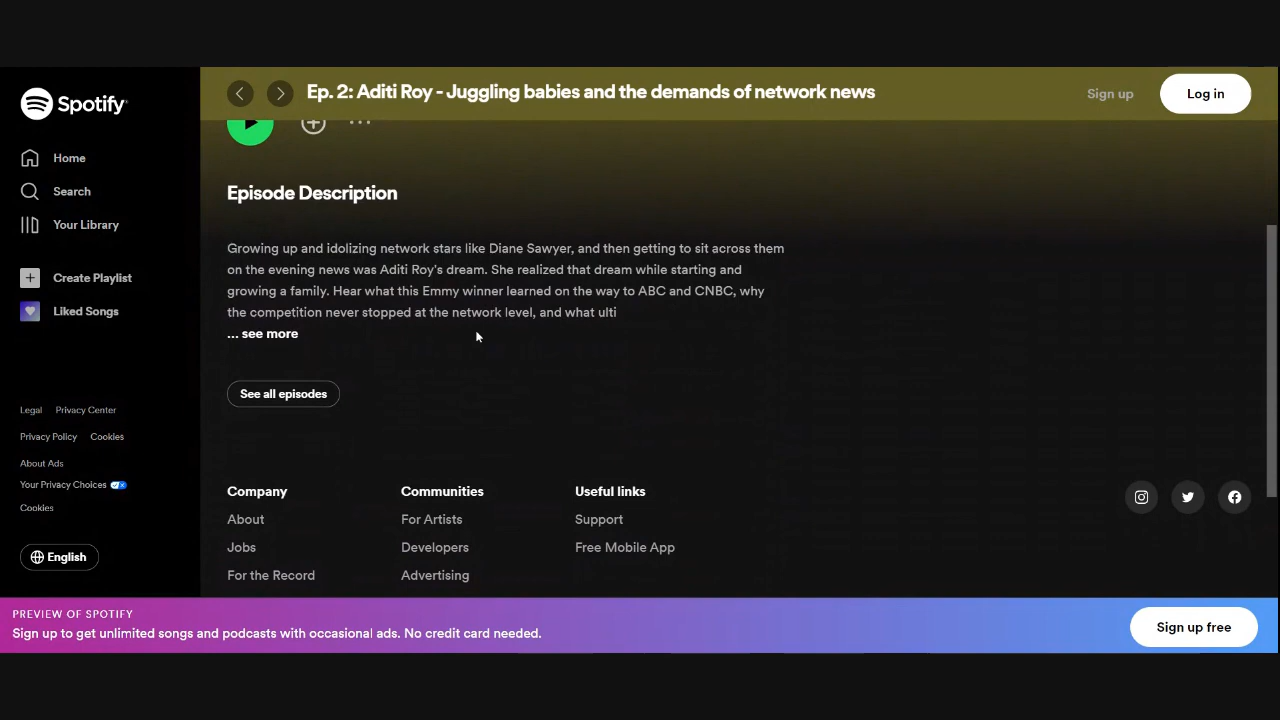 Spotify
Ep. 2: Aditi Roy - Juggling babies and the demands of network news
Sign up
Log in
Home
Search
Your Library
Create Playlist
Liked Songs
Legal
Privacy Center
Privacy Policy
Cookies
About Ads
Your Privacy Choices
Cookies
English
Episode Description
Growing up and idolizing network stars like Diane Sawyer, and then getting to sit across them
on the evening news was Aditi Roy's dream. She realized that dream while starting and
growing a family. Hear what this Emmy winner learned on the way to ABC and CNBC, why
the competition never stopped at the network level, and what ulti
... see more
See all episodes
Company
About
Jobs
For the Record
Communities
For Artists
Developers
Advertising
Useful links
Support
Free Mobile App
PREVIEW OF SPOTIFY
Sign up to get unlimited songs and podcasts with occasional ads. No credit card needed.
Sign up free